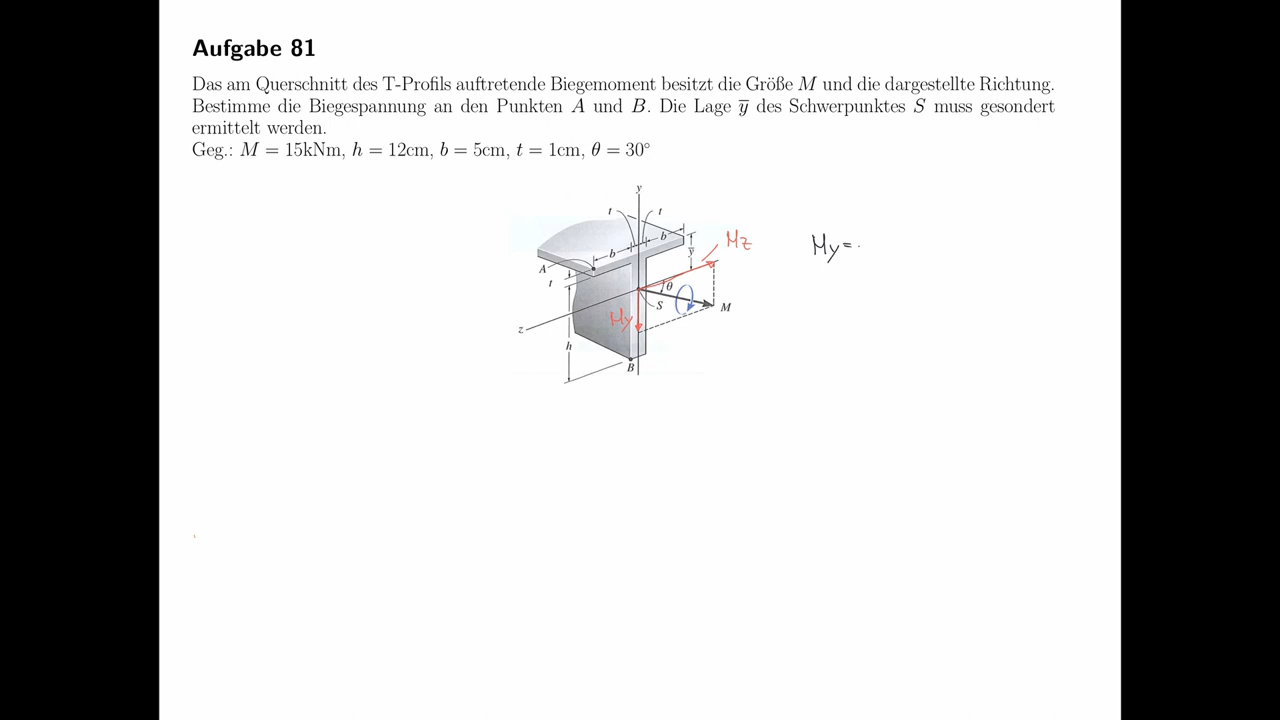 Aufgabe 81
Das am Querschnitt des T-Profils auftretende Biegemoment besitzt die Größe M und die dargestellte Richtung.
Bestimme die Biegespannung an den Punkten A und B. Die Lage ȳ des Schwerpunktes S muss gesondert
ermittelt werden.
Geg.: M = 15kNm, h = 12cm, b = 5cm, t = 1cm, θ = 30°
y
t
t
b
b
ȳ
Mz
My=
A
t
θ
S
M
My
z
h
B